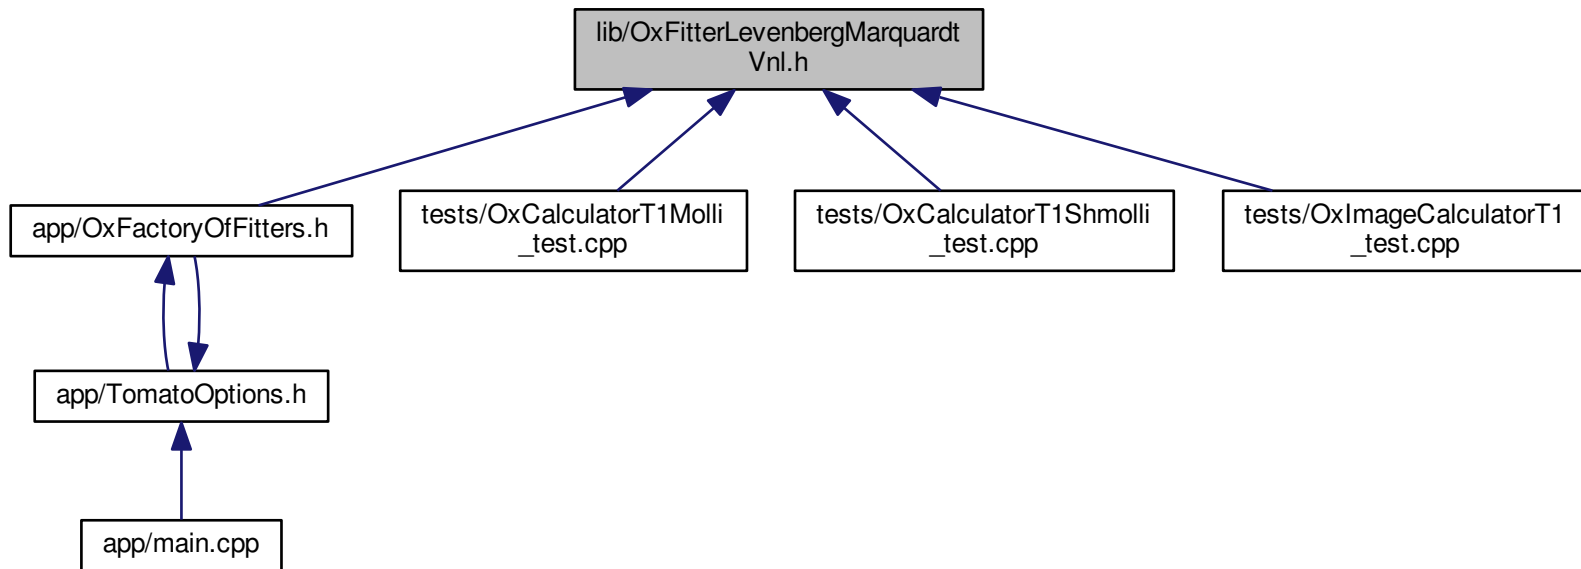 lib/OxFitterLevenbergMarquardt
Vnl.h
app/OxFactoryOfFitters.h
tests/OxCalculatorT1Molli
_test.cpp
tests/OxCalculatorT1Shmolli
_test.cpp
tests/OxImageCalculatorT1
_test.cpp
app/TomatoOptions.h
app/main.cpp